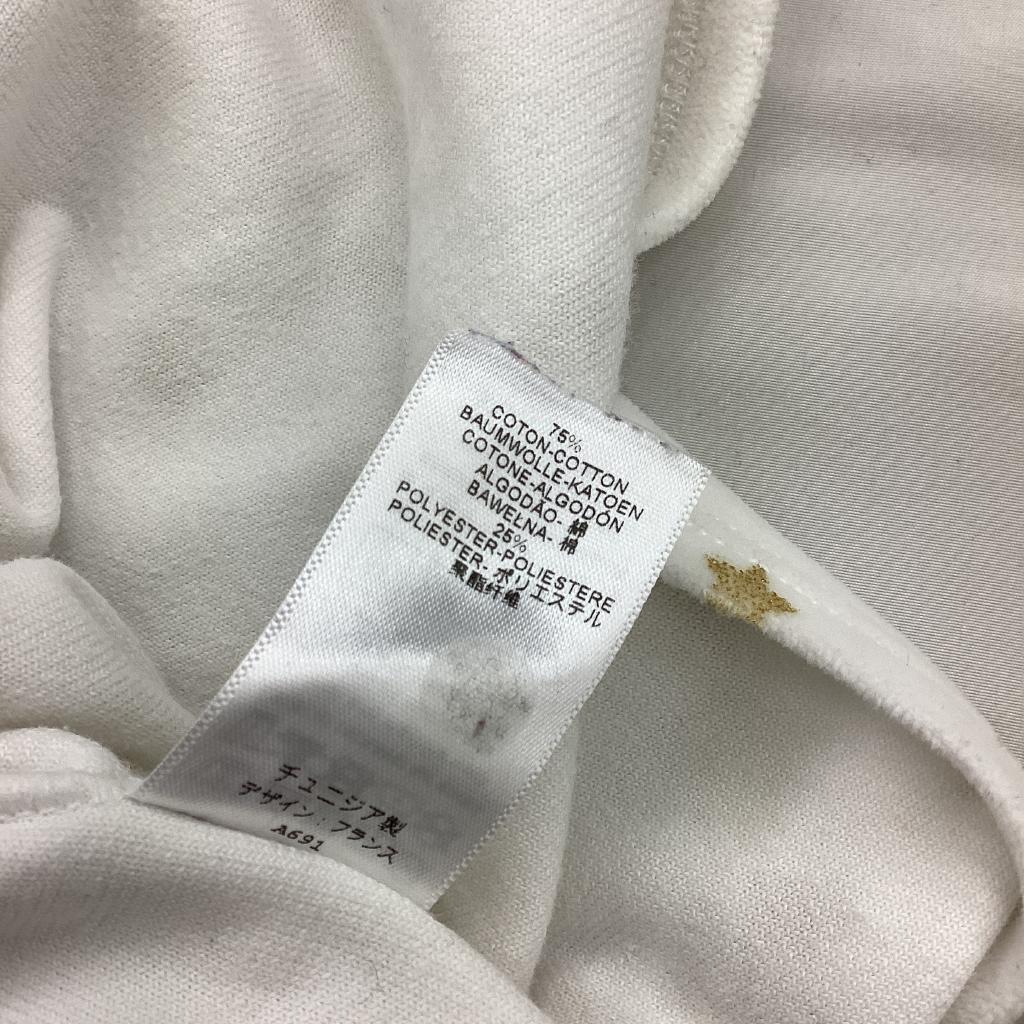 75%
COTON-COTTON
BAUMWOLLE-KATOEN
COTONE-ALGODÓN
ALGODÃO- 綿
BAWEŁNA- 棉
25%
POLYESTER-POLIESTERE
POLIESTER- ポリエステル
聚酯纤维
チュニジア製
デザイン:フランス
A691